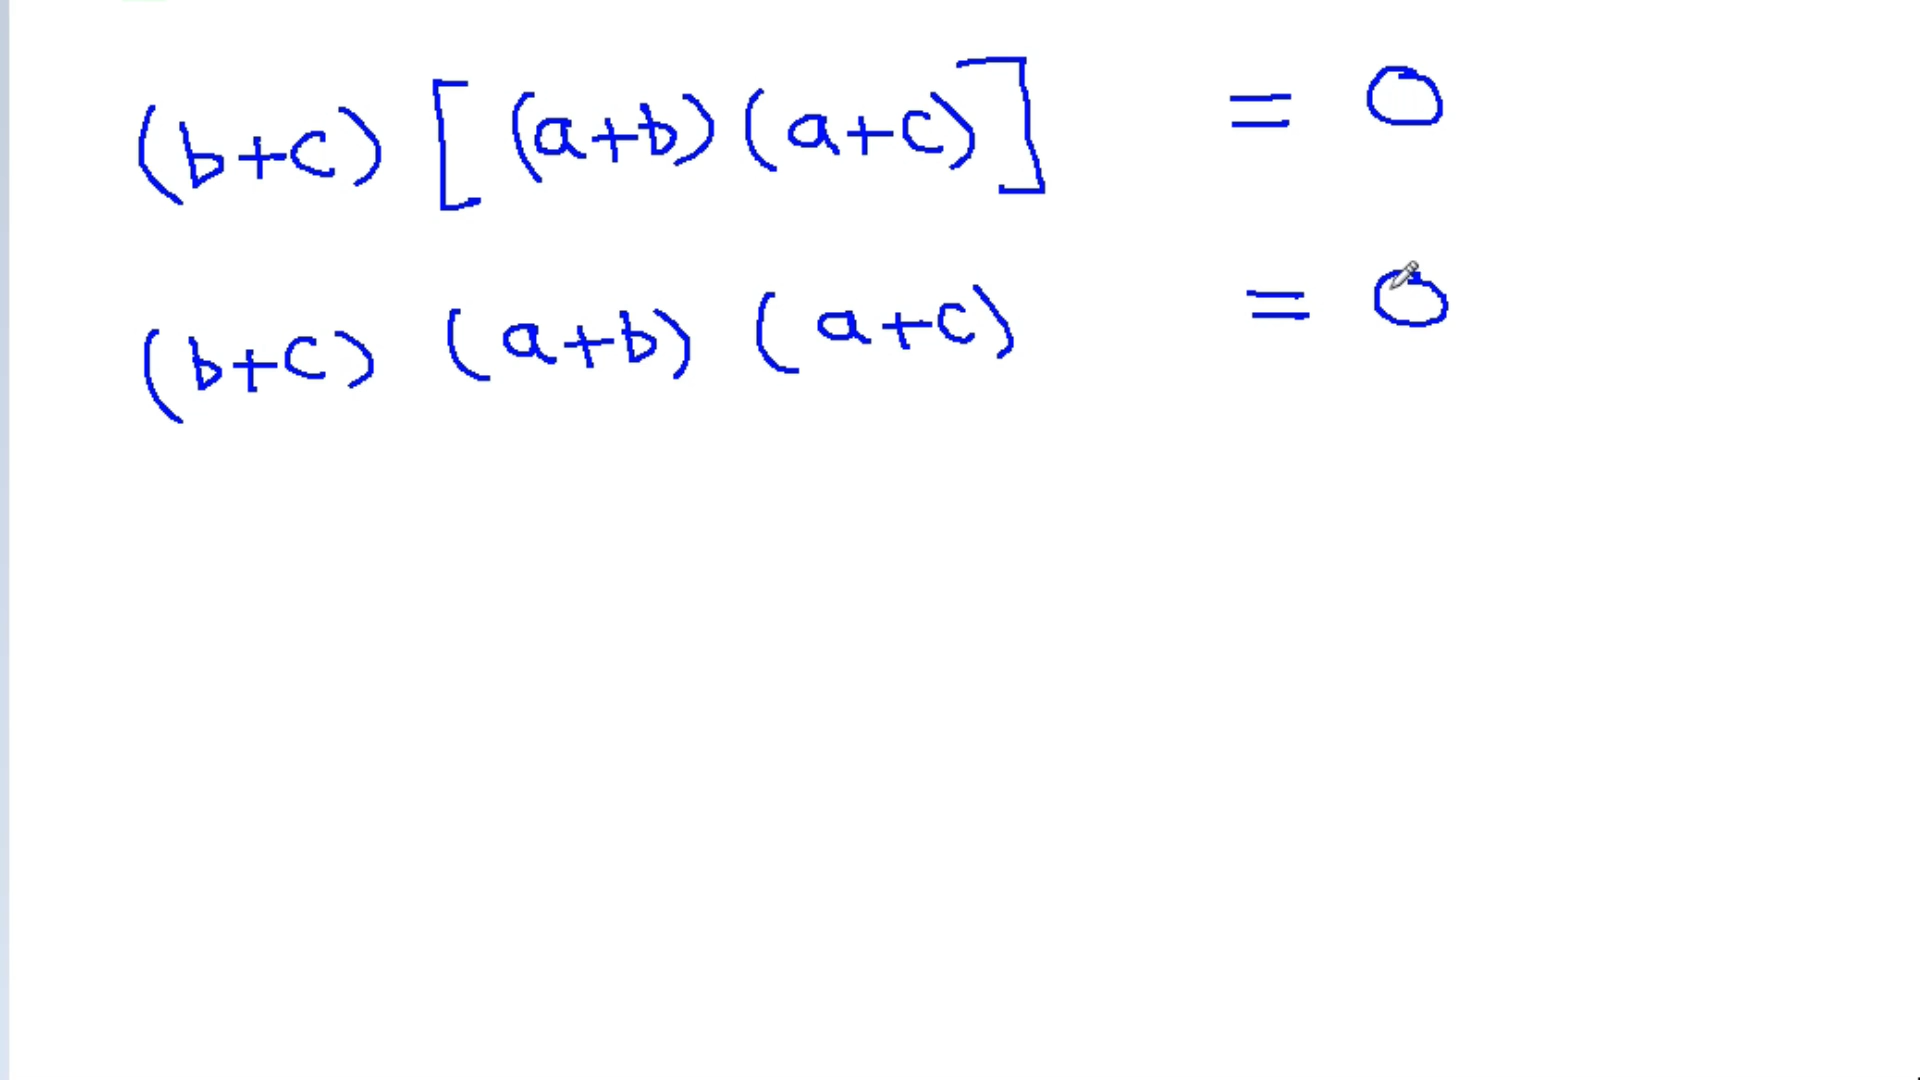 (b+c) [(a+b)(a+c)] = 0
(b+c) (a+b) (a+c) = 0